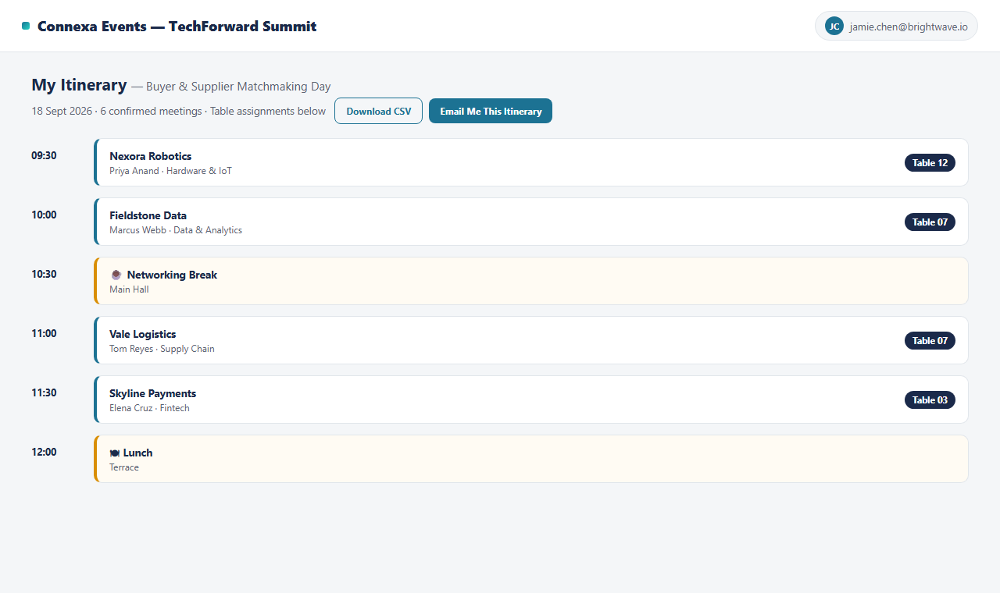 Connexa Events — TechForward Summit
JC jamie.chen@brightwave.io
My Itinerary — Buyer & Supplier Matchmaking Day
18 Sept 2026 · 6 confirmed meetings · Table assignments below Download CSV Email Me This Itinerary
09:30 Nexora Robotics Table 12
Priya Anand · Hardware & IoT
10:00 Fieldstone Data Table 07
Marcus Webb · Data & Analytics
10:30 Networking Break
Main Hall
11:00 Vale Logistics Table 07
Tom Reyes · Supply Chain
11:30 Skyline Payments Table 03
Elena Cruz · Fintech
12:00 Lunch
Terrace